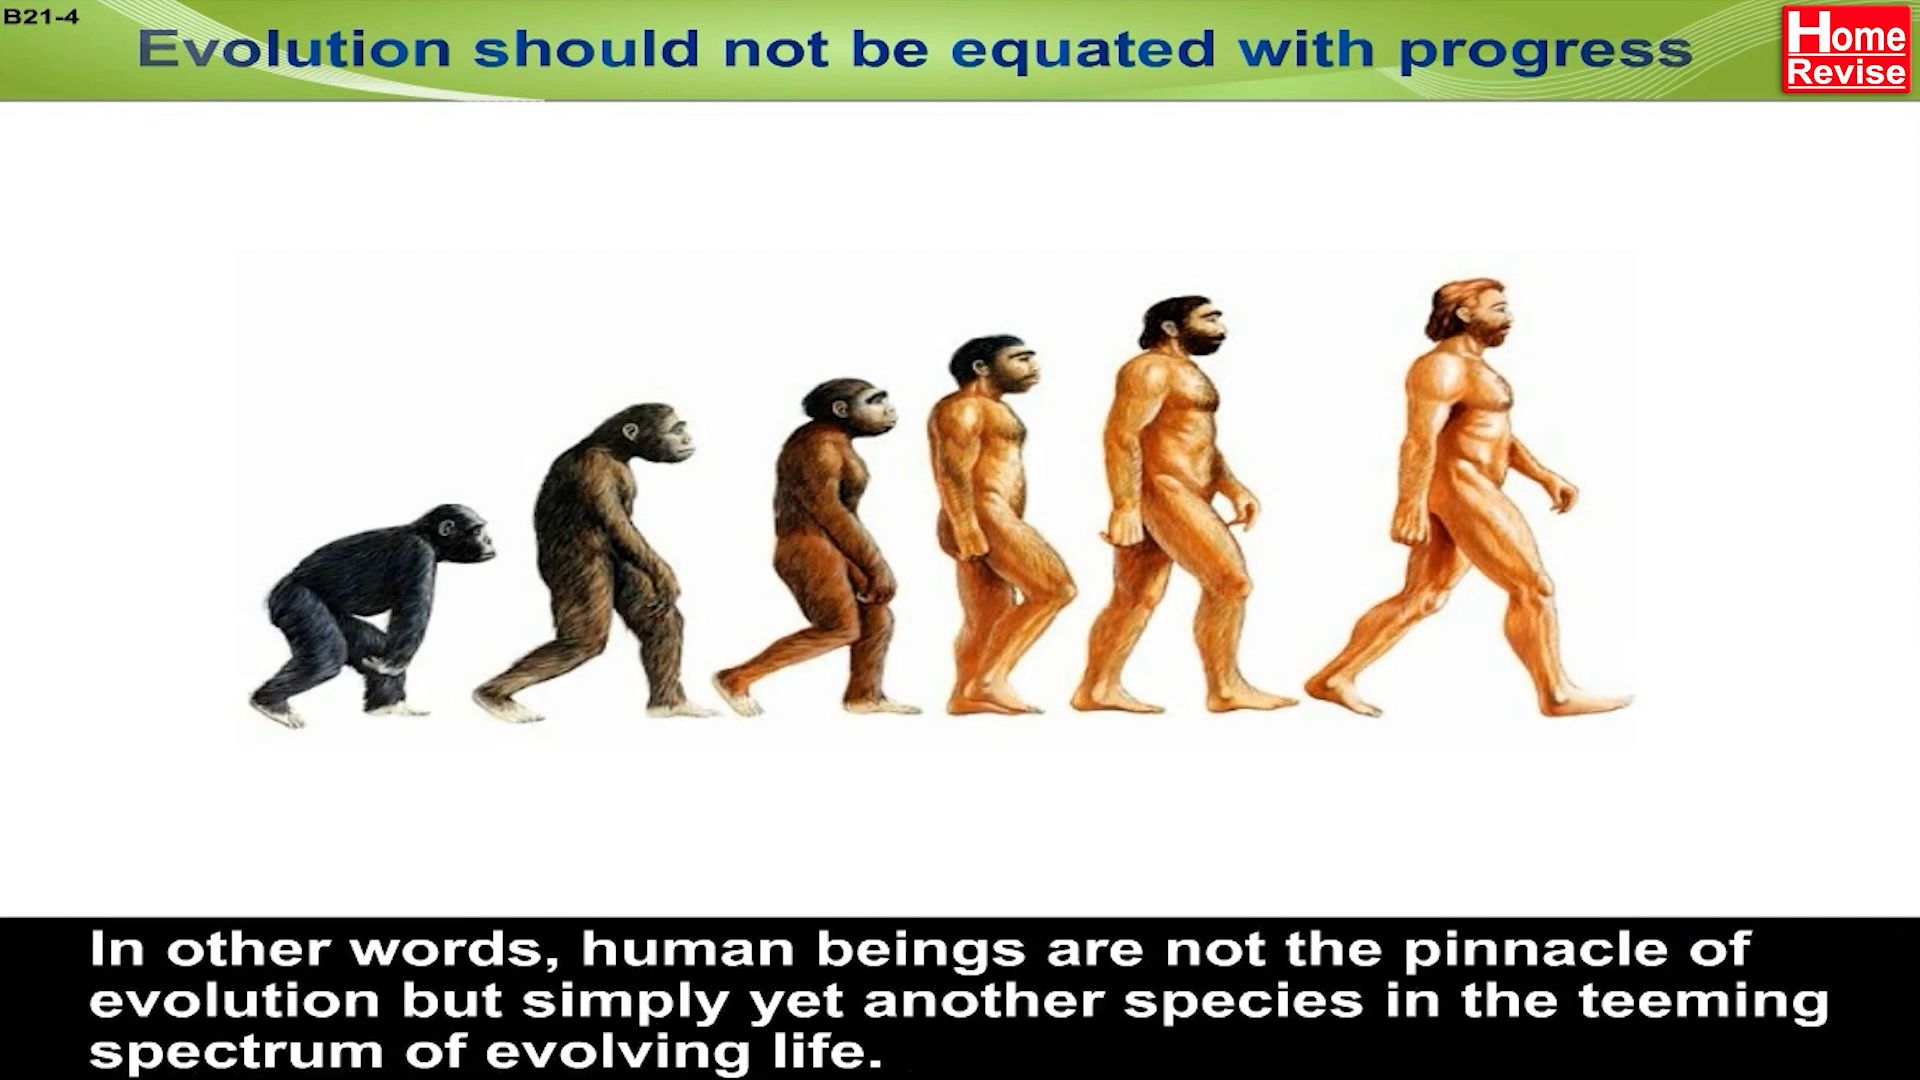 B21-4
Evolution should not be equated with progress
Home
Revise
In other words, human beings are not the pinnacle of
evolution but simply yet another species in the teeming
spectrum of evolving life.